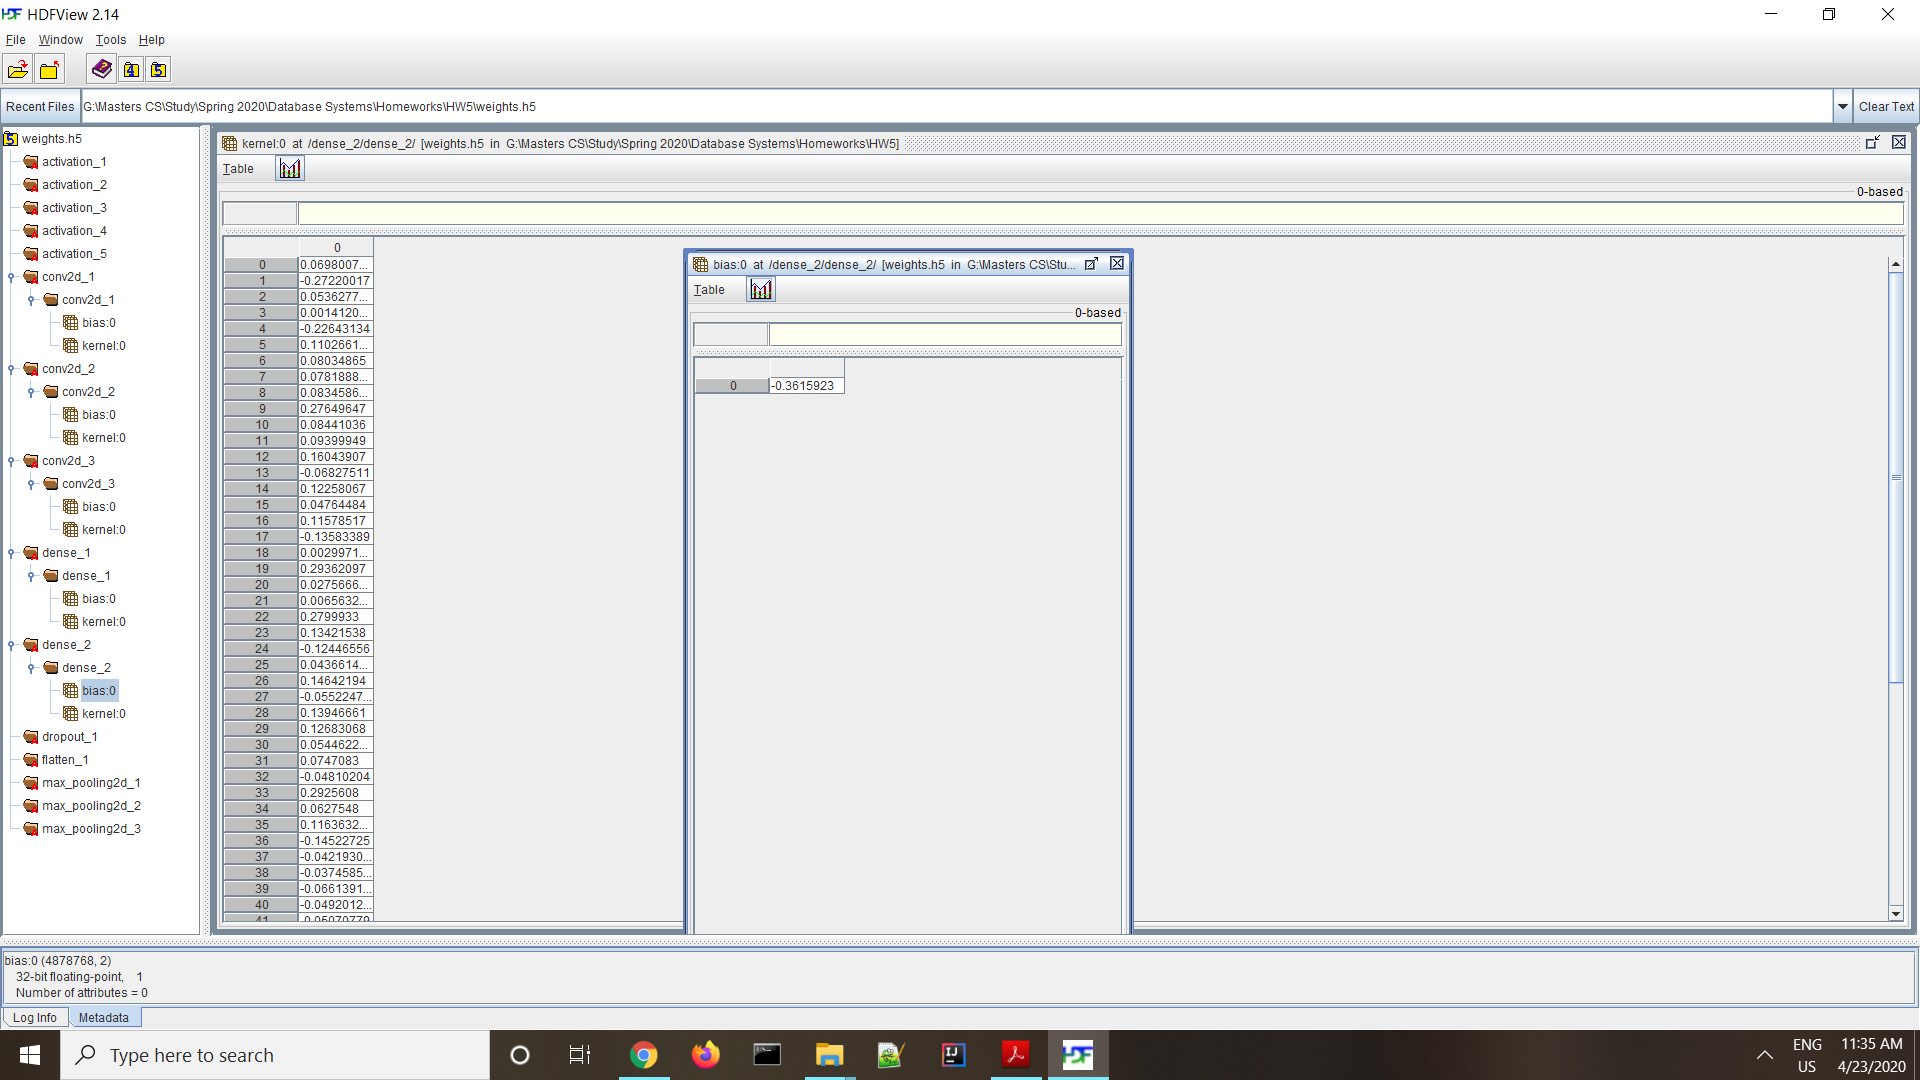 HDFView 2.14
File Window Tools Help
Recent Files G:\Masters CS\Study\Spring 2020\Database Systems\Homeworks\HW5\weights.h5 Clear Text
weights.h5
activation_1
activation_2
activation_3
activation_4
activation_5
conv2d_1
conv2d_1
bias:0
kernel:0
conv2d_2
conv2d_2
bias:0
kernel:0
conv2d_3
conv2d_3
bias:0
kernel:0
dense_1
dense_1
bias:0
kernel:0
dense_2
dense_2
bias:0
kernel:0
dropout_1
flatten_1
max_pooling2d_1
max_pooling2d_2
max_pooling2d_3
kernel:0 at /dense_2/dense_2/ [weights.h5 in G:\Masters CS\Study\Spring 2020\Database Systems\Homeworks\HW5]
Table
0-based
0
0 0.0698007...
1 -0.27220017
2 0.0536277...
3 0.0014120...
4 -0.22643134
5 0.1102661...
6 0.08034865
7 0.0781888...
8 0.0834586...
9 0.27649647
10 0.08441036
11 0.09399949
12 0.16043907
13 -0.06827511
14 0.12258067
15 0.04764484
16 0.11578517
17 -0.13583389
18 0.0029971...
19 0.29362097
20 0.0275666...
21 0.0065632...
22 0.2799933
23 0.13421538
24 -0.12446556
25 0.0436614...
26 0.14642194
27 -0.0552247...
28 0.13946661
29 0.12683068
30 0.0544622...
31 0.0747083
32 -0.04810204
33 0.2925608
34 0.0627548
35 0.1163632...
36 -0.14522725
37 -0.0421930...
38 -0.0374585...
39 -0.0661391...
40 -0.0492012...
41 -0.05070779
bias:0 at /dense_2/dense_2/ [weights.h5 in G:\Masters CS\Stu...
Table
0-based
0 -0.3615923
bias:0 (4878768, 2)
32-bit floating-point, 1
Number of attributes = 0
Log Info Metadata
Type here to search
ENG
US
11:35 AM
4/23/2020